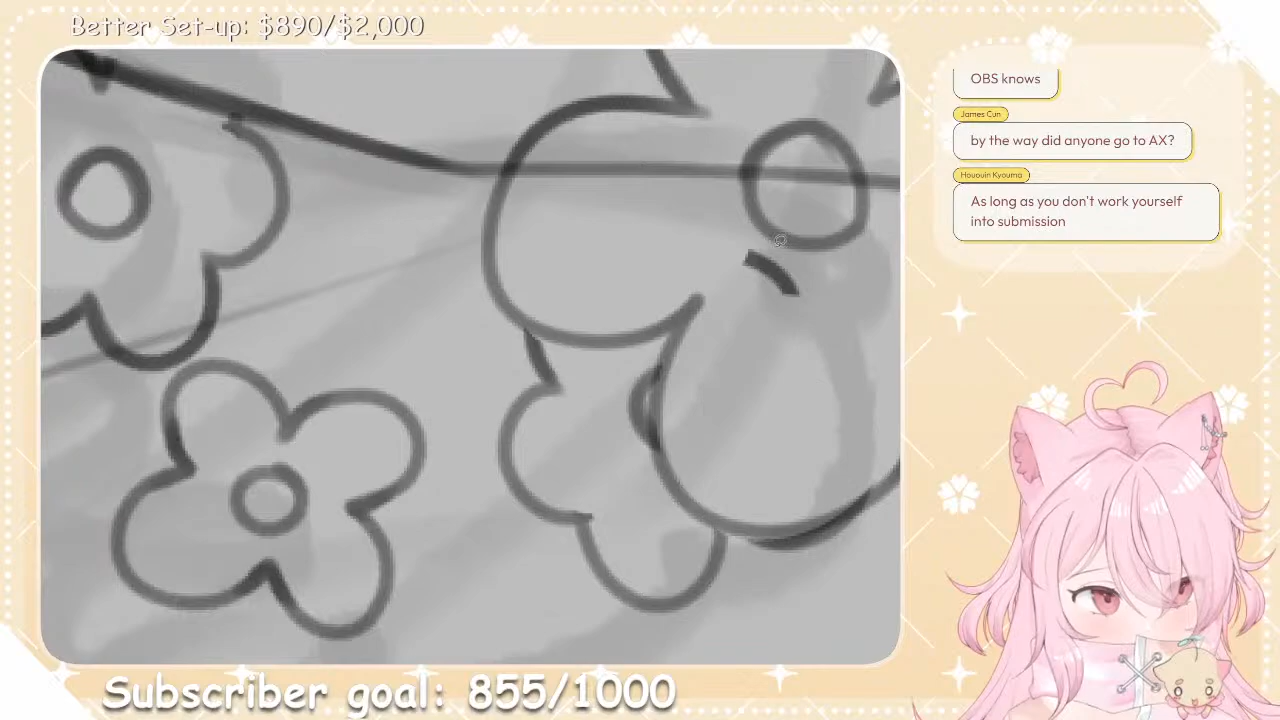 Better Set-up: $890/$2,000
OBS knows
James Cun
by the way did anyone go to AX?
Hououin Kyouma
As long as you don't work yourself
into submission
Subscriber goal: 855/1000